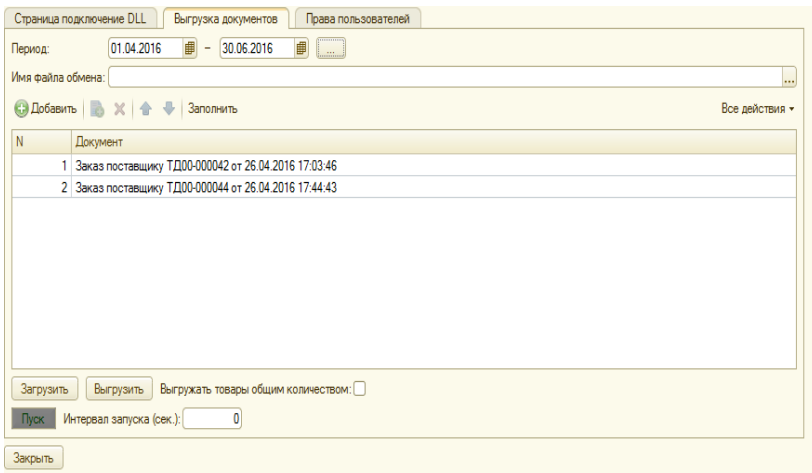 Страница подключение DLL Выгрузка документов Права пользователей
Период: 01.04.2016 – 30.06.2016 ...
Имя файла обмена: ...
Добавить Заполнить Все действия
N Документ
1 Заказ поставщику ТД00-000042 от 26.04.2016 17:03:46
2 Заказ поставщику ТД00-000044 от 26.04.2016 17:44:43
Загрузить Выгрузить Выгружать товары общим количеством:
Пуск Интервал запуска (сек.): 0
Закрыть